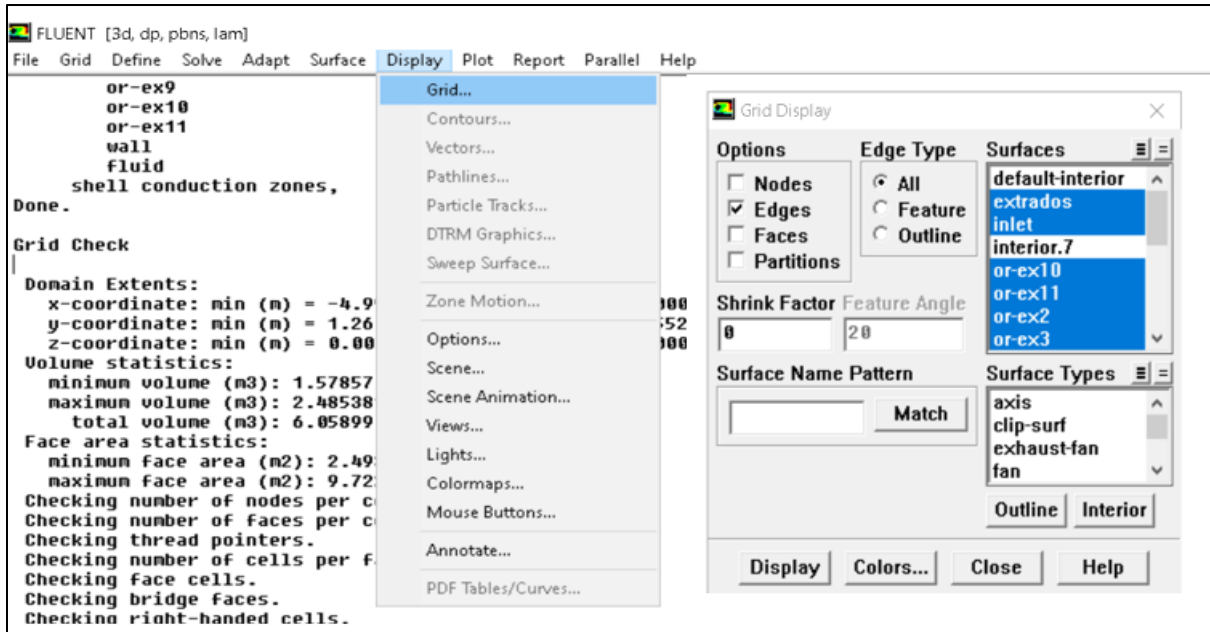 FLUENT [3d, dp, pbns, lam]
File Grid Define Solve Adapt Surface Display Plot Report Parallel Help
or-ex9
or-ex10
or-ex11
wall
fluid
shell conduction zones,
Done.
Grid Check
Domain Extents:
x-coordinate: min (m) = -4.9
y-coordinate: min (m) = 1.26
z-coordinate: min (m) = 0.00
Volume statistics:
minimum volume (m3): 1.57857
maximum volume (m3): 2.48538
total volume (m3): 6.05899
Face area statistics:
minimum face area (m2): 2.49
maximum face area (m2): 9.72
Checking number of nodes per c
Checking number of faces per c
Checking thread pointers.
Checking number of cells per f
Checking face cells.
Checking bridge faces.
Checking right-handed cells.
Grid...
Contours...
Vectors...
Pathlines...
Particle Tracks...
DTRM Graphics...
Sweep Surface...
Zone Motion...
Options...
Scene...
Scene Animation...
Views...
Lights...
Colormaps...
Mouse Buttons...
Annotate...
PDF Tables/Curves...
000
552
000
Grid Display
Options
Nodes
Edges
Faces
Partitions
Edge Type
All
Feature
Outline
Surfaces
default-interior
extrados
inlet
interior.7
or-ex10
or-ex11
or-ex2
or-ex3
Shrink Factor Feature Angle
0 20
Surface Name Pattern
Match
Surface Types
axis
clip-surf
exhaust-fan
fan
Outline Interior
Display Colors... Close Help